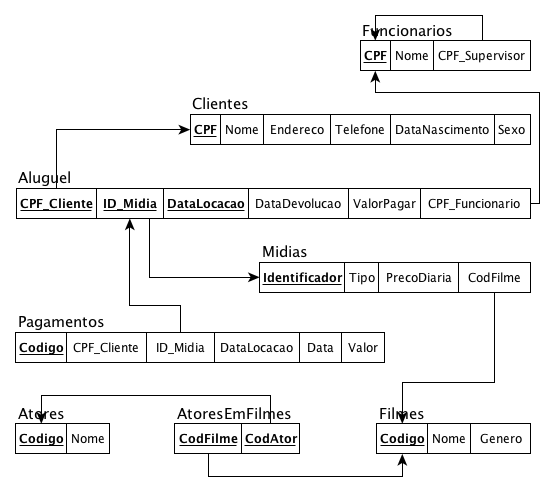 Funcionarios
CPF Nome CPF_Supervisor
Clientes
CPF Nome Endereco Telefone DataNascimento Sexo
Aluguel
CPF_Cliente ID_Midia DataLocacao DataDevolucao ValorPagar CPF_Funcionario
Midias
Identificador Tipo PrecoDiaria CodFilme
Pagamentos
Codigo CPF_Cliente ID_Midia DataLocacao Data Valor
Atores
Codigo Nome
AtoresEmFilmes
CodFilme CodAtor
Filmes
Codigo Nome Genero